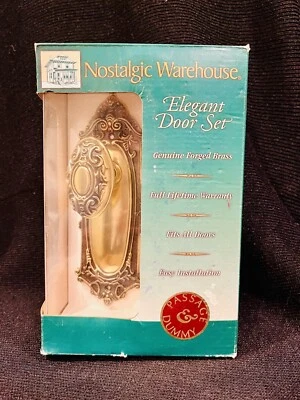 Nostalgic Warehouse®
Elegant
Door Set
Genuine Forged Brass
Full Lifetime Warranty
Fits All Doors
Easy Installation
PASSAGE
&
DUMMY